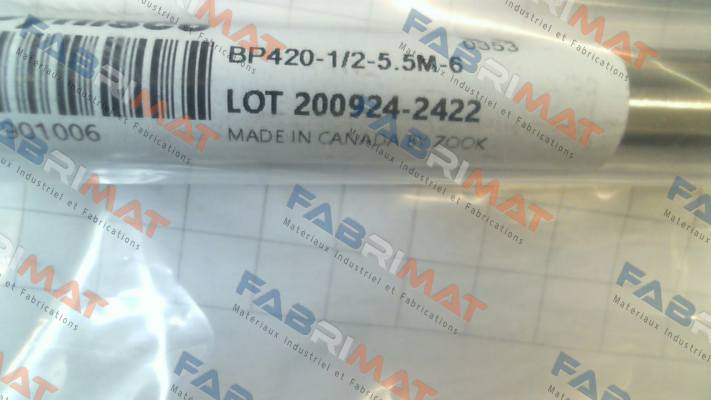 0353
BP420-1/2-5.5M-6
LOT 200924-2422
901006
MADE IN CANADA BY ZOOK
FABRIMAT
Matériaux Industriel et Fabrications